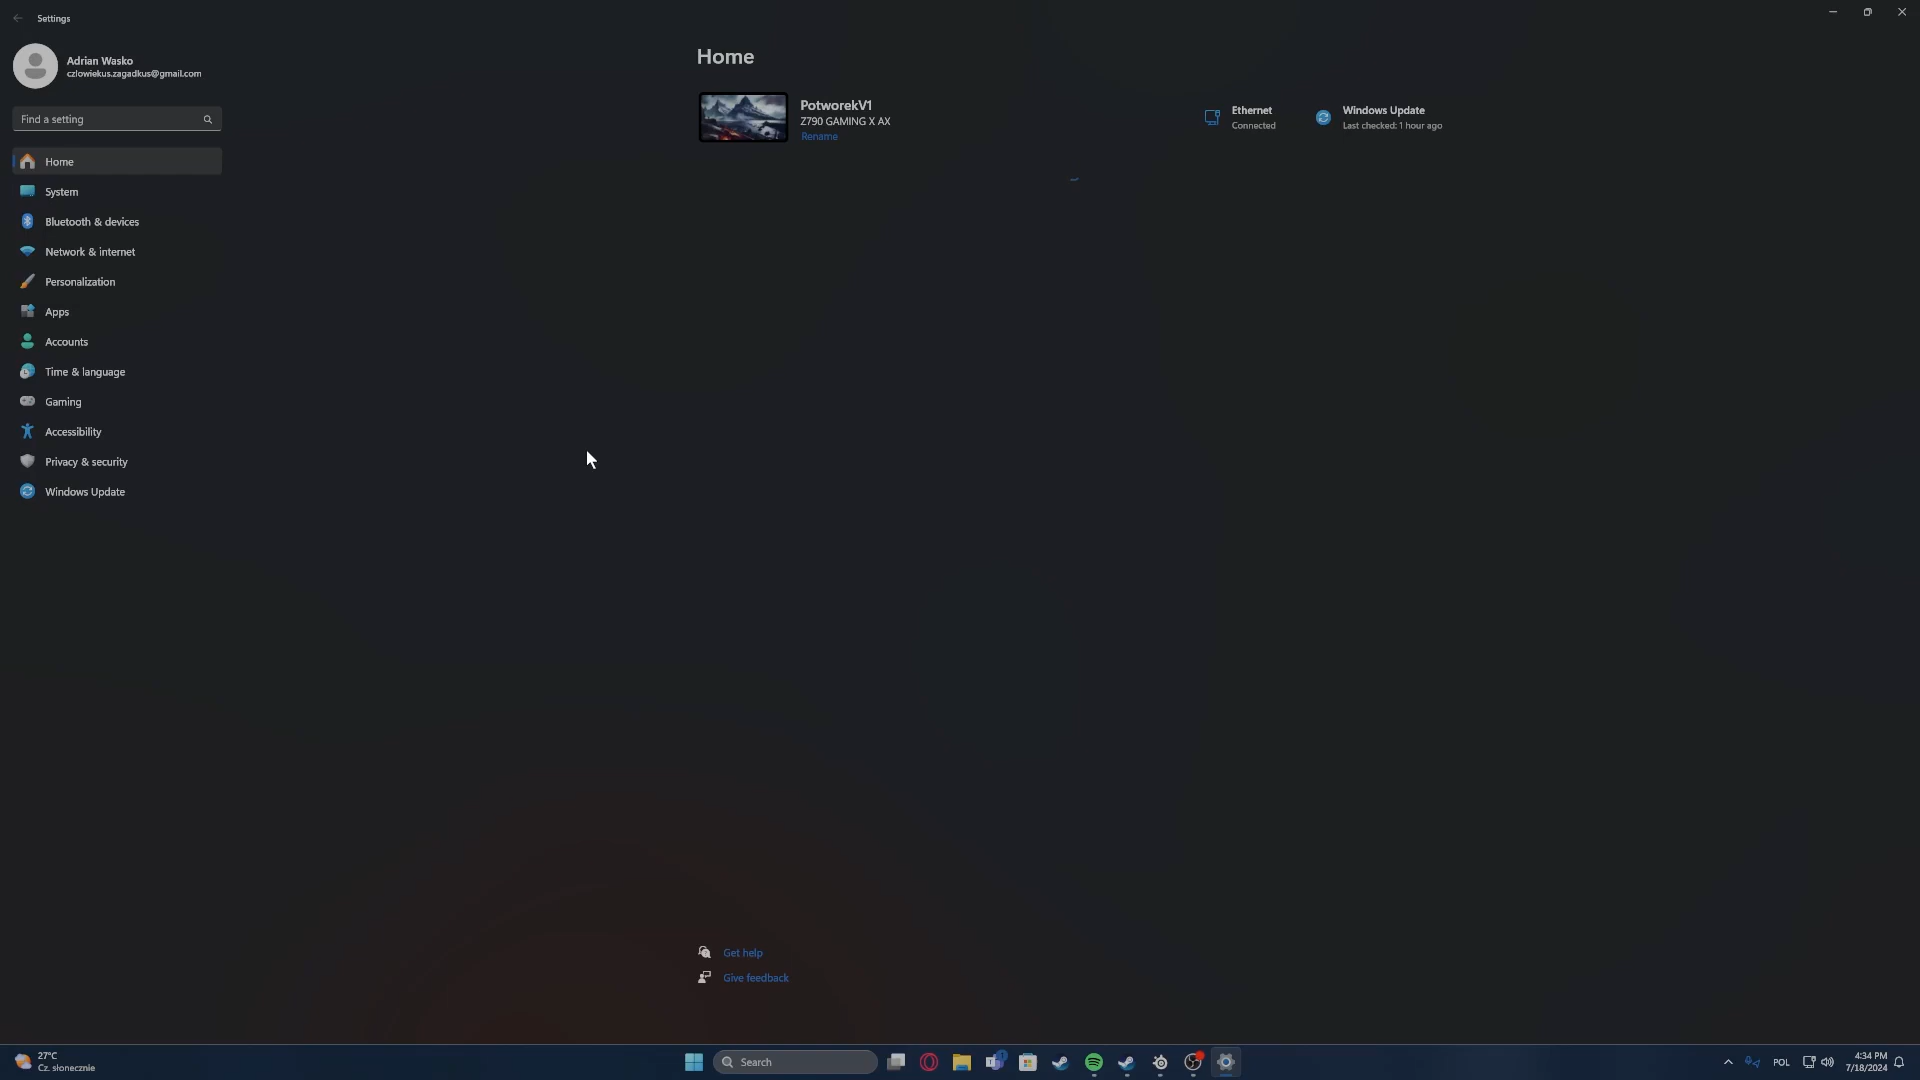 Settings
Adrian Wasko
czlowiekus.zagadkus@gmail.com
Find a setting
Home
System
Bluetooth & devices
Network & internet
Personalization
Apps
Accounts
Time & language
Gaming
Accessibility
Privacy & security
Windows Update
Home
PotworekV1
Z790 GAMING X AX
Rename
Ethernet
Connected
Windows Update
Last checked: 1 hour ago
Get help
Give feedback
27°C
Cz. słonecznie
Search
POL
4:34 PM
7/18/2024